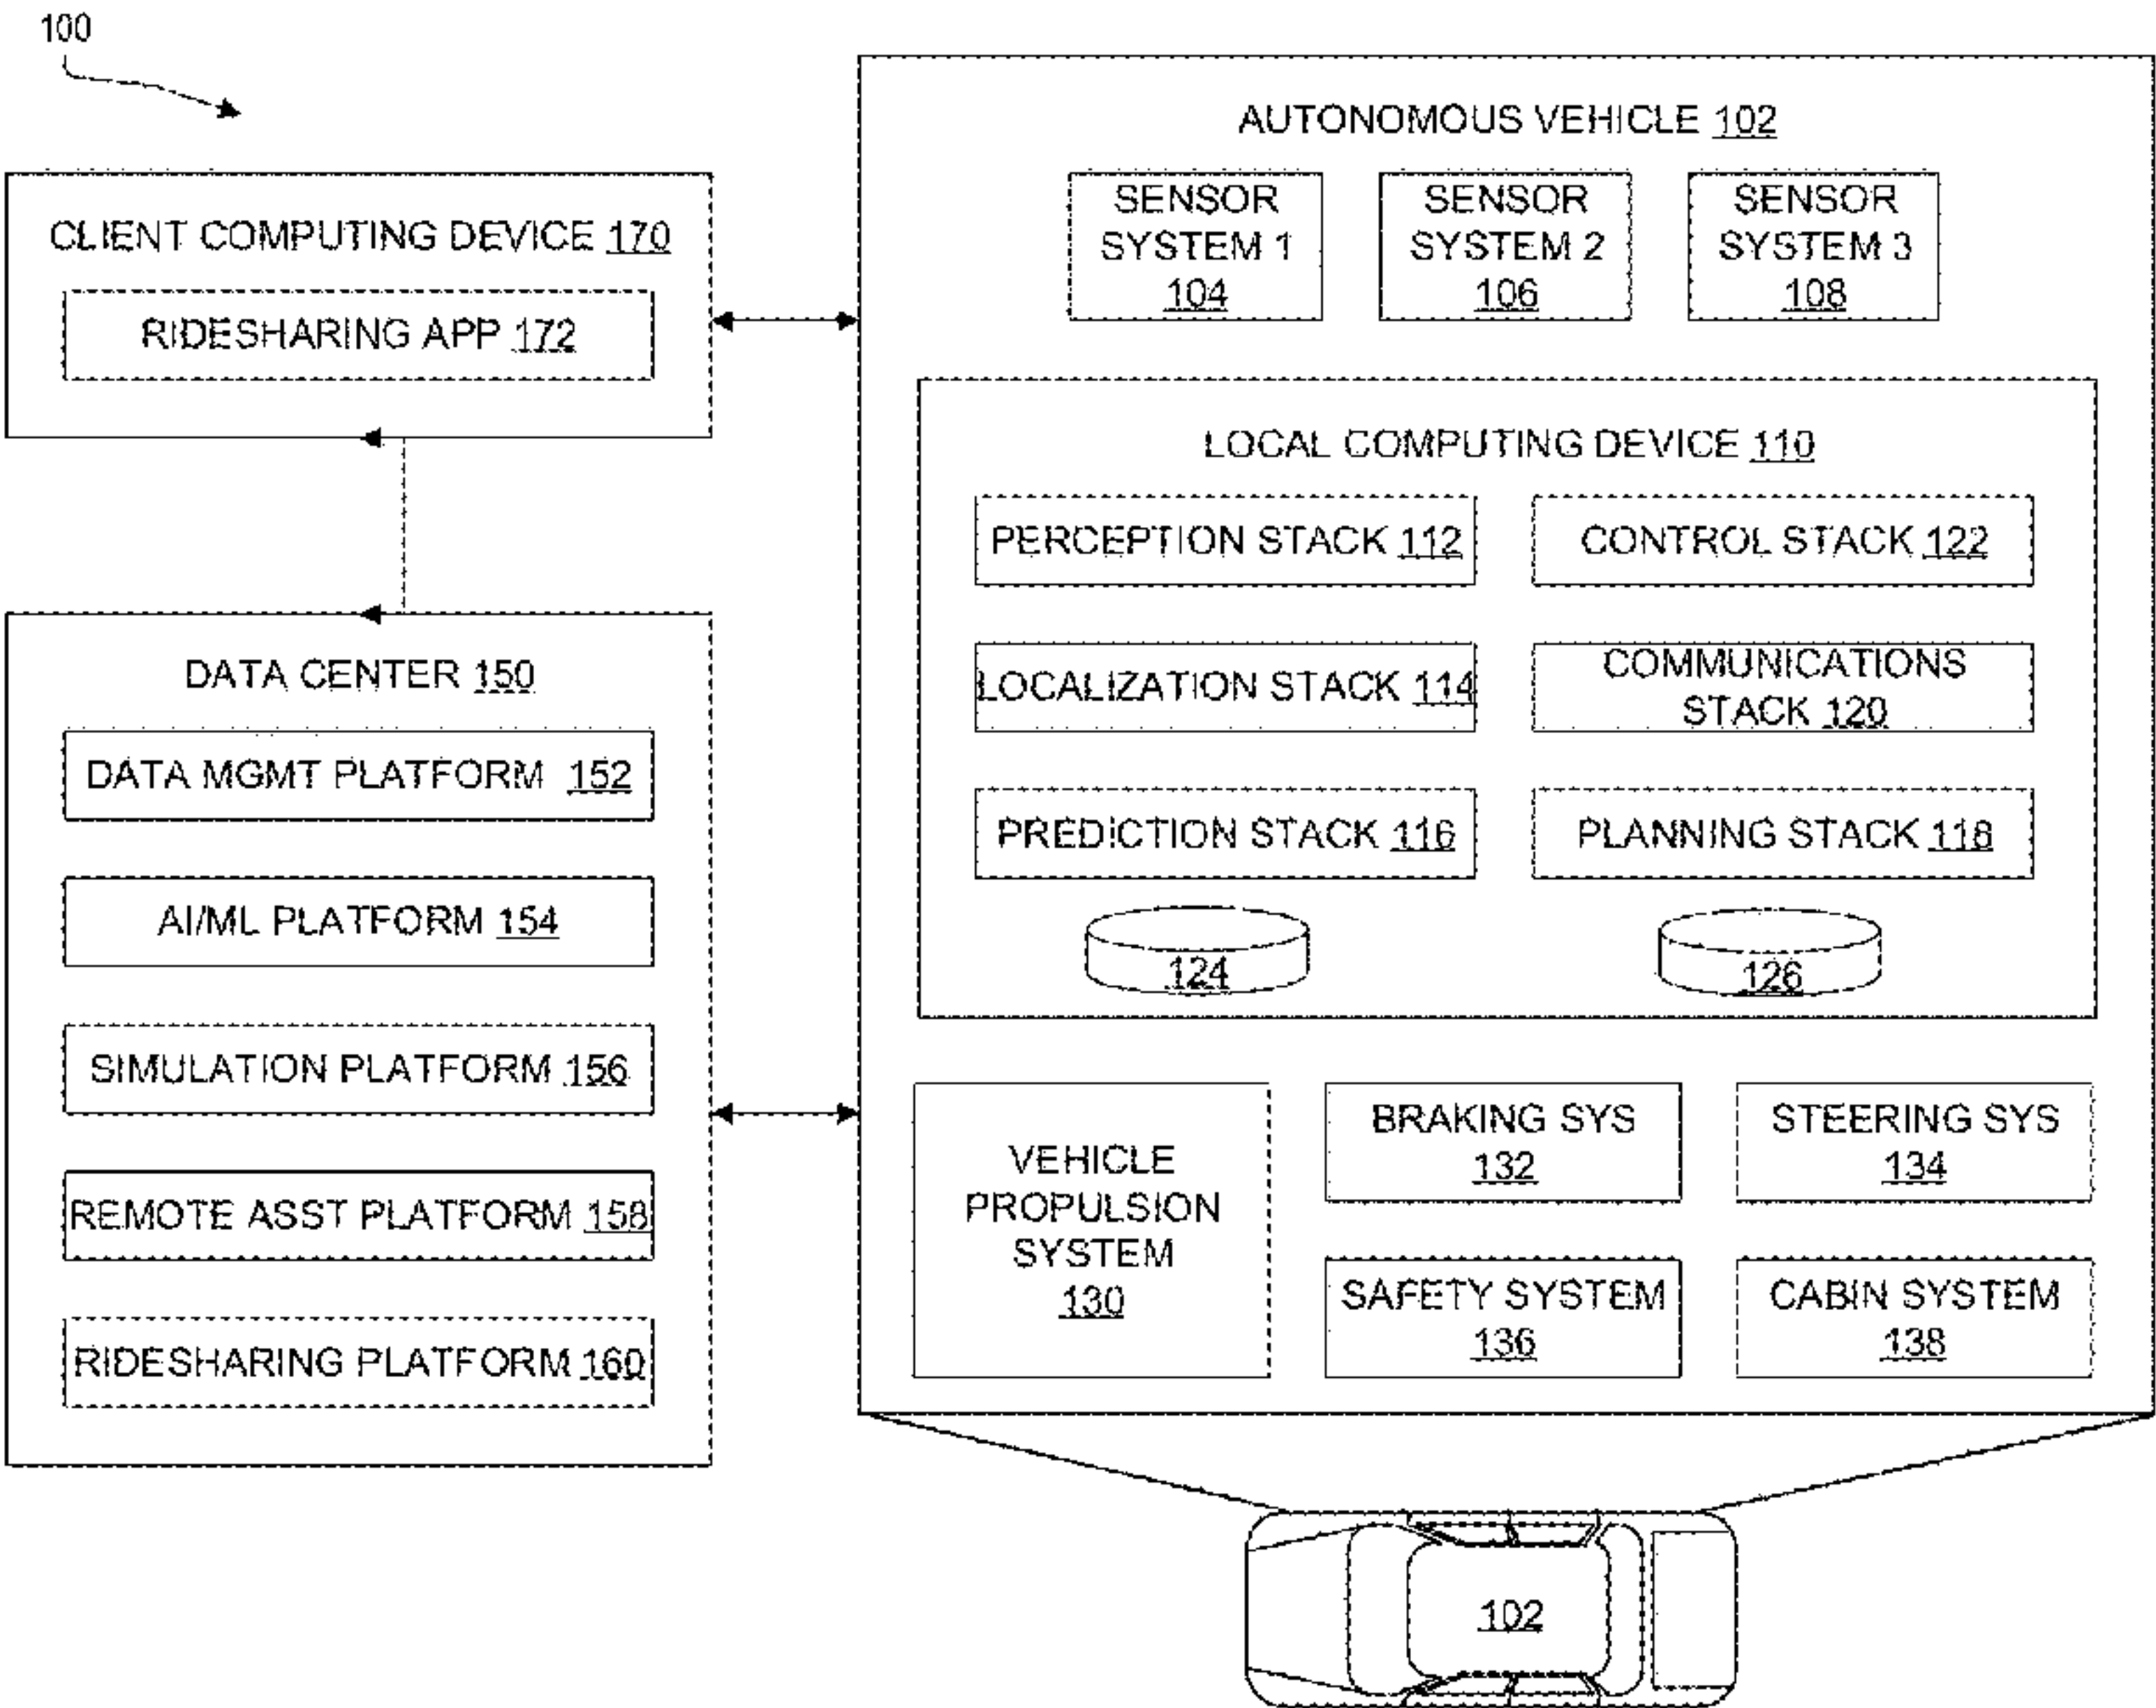 100
CLIENT COMPUTING DEVICE 170
RIDESHARING APP 172
DATA CENTER 150
DATA MGMT PLATFORM 152
AI/ML PLATFORM 154
SIMULATION PLATFORM 156
REMOTE ASST PLATFORM 158
RIDESHARING PLATFORM 160
AUTONOMOUS VEHICLE 102
SENSOR
SYSTEM 1
104
SENSOR
SYSTEM 2
106
SENSOR
SYSTEM 3
108
LOCAL COMPUTING DEVICE 110
PERCEPTION STACK 112
CONTROL STACK 122
LOCALIZATION STACK 114
COMMUNICATIONS
STACK 120
PREDICTION STACK 116
PLANNING STACK 118
124
126
VEHICLE
PROPULSION
SYSTEM
130
BRAKING SYS
132
STEERING SYS
134
SAFETY SYSTEM
136
CABIN SYSTEM
138
102